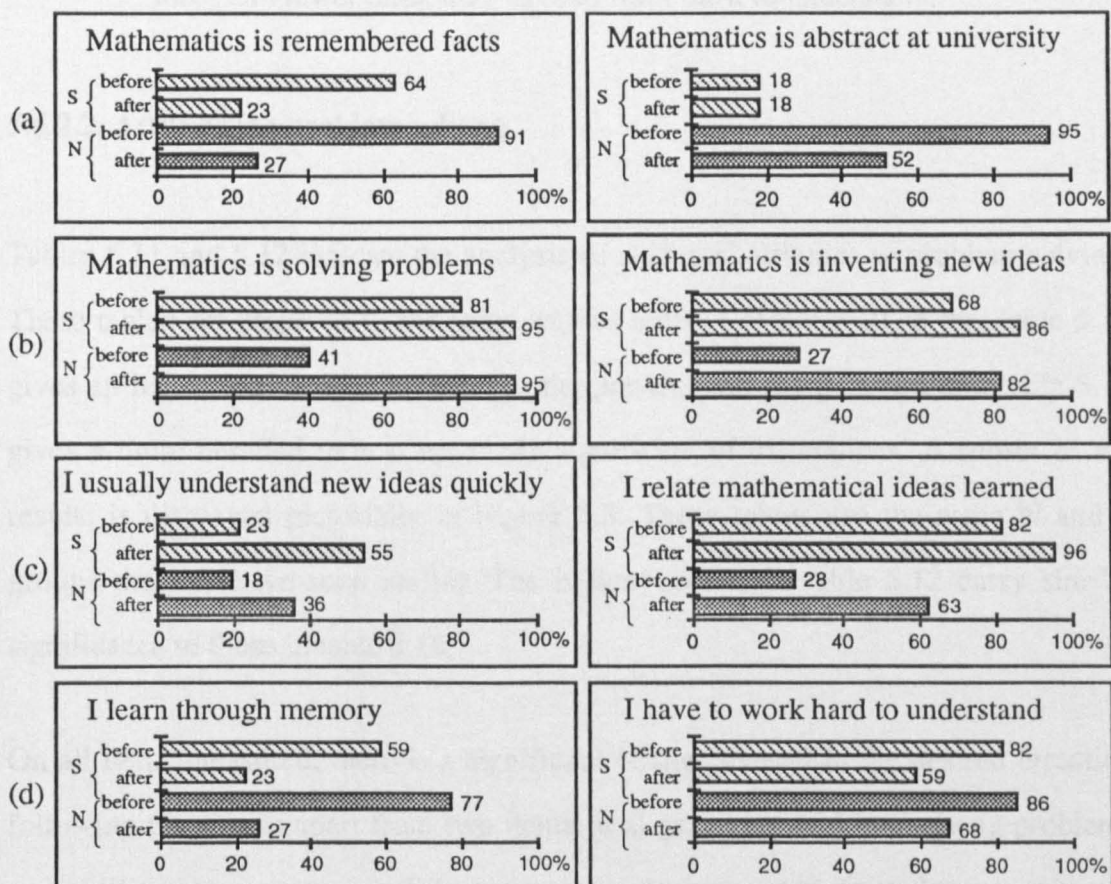 Mathematics is remembered facts
(a)
S
before
64
after
23
N
before
91
after
27
0 20 40 60 80 100%
Mathematics is abstract at university
S
before
18
after
18
N
before
95
after
52
0 20 40 60 80 100%
Mathematics is solving problems
(b)
S
before
81
after
95
N
before
41
after
95
0 20 40 60 80 100%
Mathematics is inventing new ideas
S
before
68
after
86
N
before
27
after
82
0 20 40 60 80 100%
I usually understand new ideas quickly
(c)
S
before
23
after
55
N
before
18
after
36
0 20 40 60 80 100%
I relate mathematical ideas learned
S
before
82
after
96
N
before
28
after
63
0 20 40 60 80 100%
I learn through memory
(d)
S
before
59
after
23
N
before
77
after
27
0 20 40 60 80 100%
I have to work hard to understand
S
before
82
after
59
N
before
86
after
68
0 20 40 60 80 100%